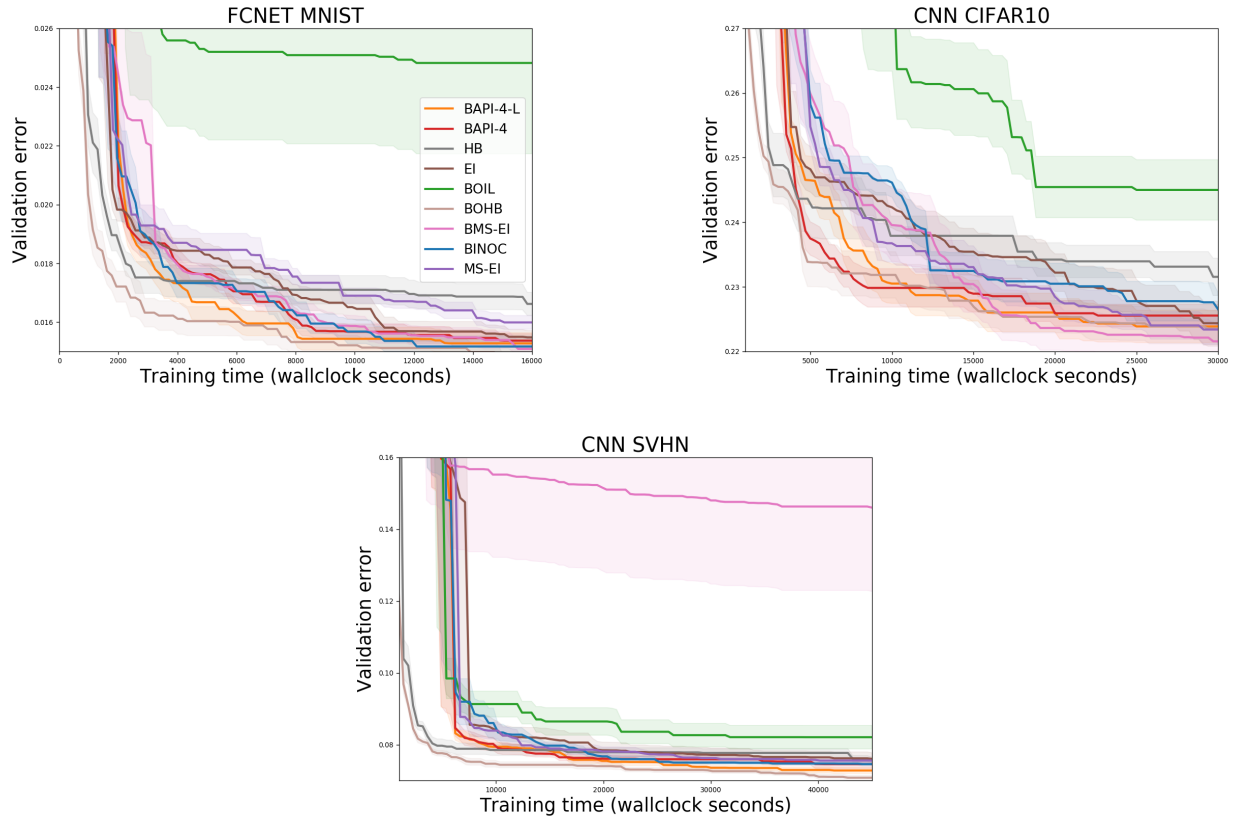 FCNET MNIST
CNN CIFAR10
0.026
0.024
0.022
0.020
0.018
0.016
Validation error
BAPI-4-L
BAPI-4
HB
EI
BOIL
BOHB
BMS-EI
BINOC
MS-EI
0 2000 4000 6000 8000 10000 12000 14000 16000
Training time (wallclock seconds)
0.27
0.26
0.25
0.24
0.23
0.22
Validation error
5000 10000 15000 20000 25000 30000
Training time (wallclock seconds)
CNN SVHN
0.16
0.14
0.12
0.10
0.08
Validation error
10000 20000 30000 40000
Training time (wallclock seconds)